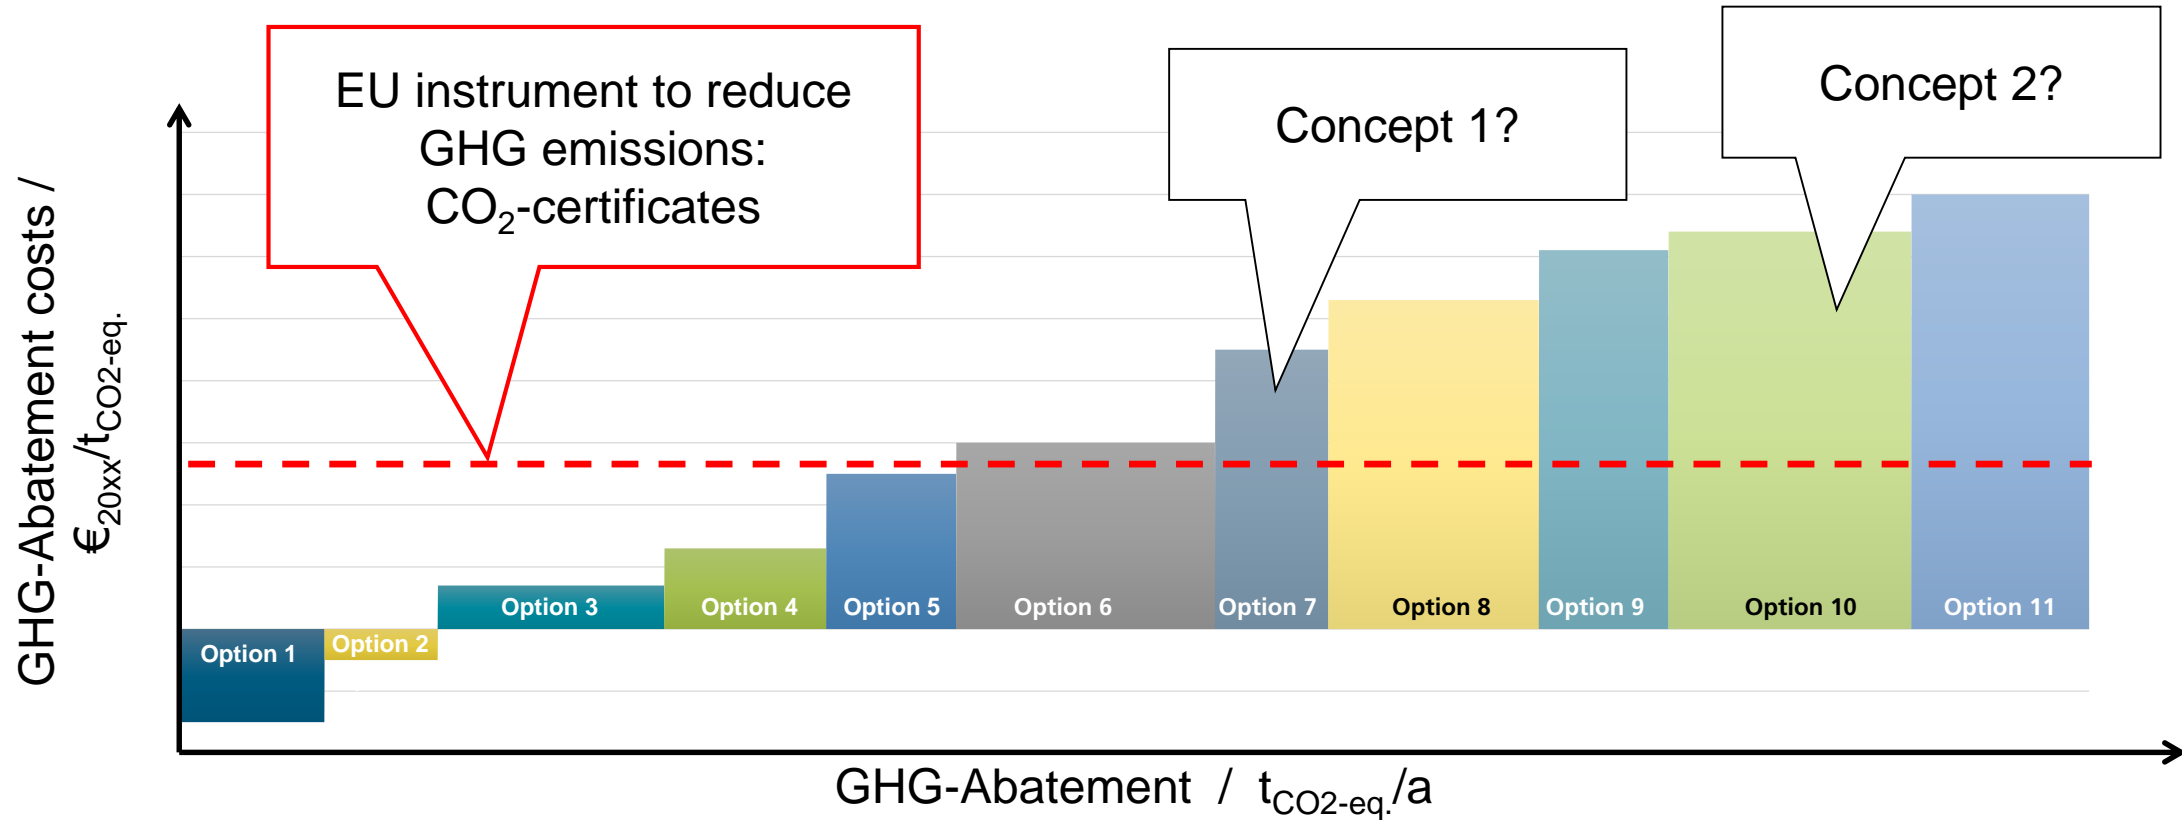 EU instrument to reduce
GHG emissions:
CO₂-certificates
Concept 1?
Concept 2?
GHG-Abatement costs /
€₂₀ₓₓ/t_CO2-eq.
Option 1
Option 2
Option 3
Option 4
Option 5
Option 6
Option 7
Option 8
Option 9
Option 10
Option 11
GHG-Abatement / t_CO2-eq./a